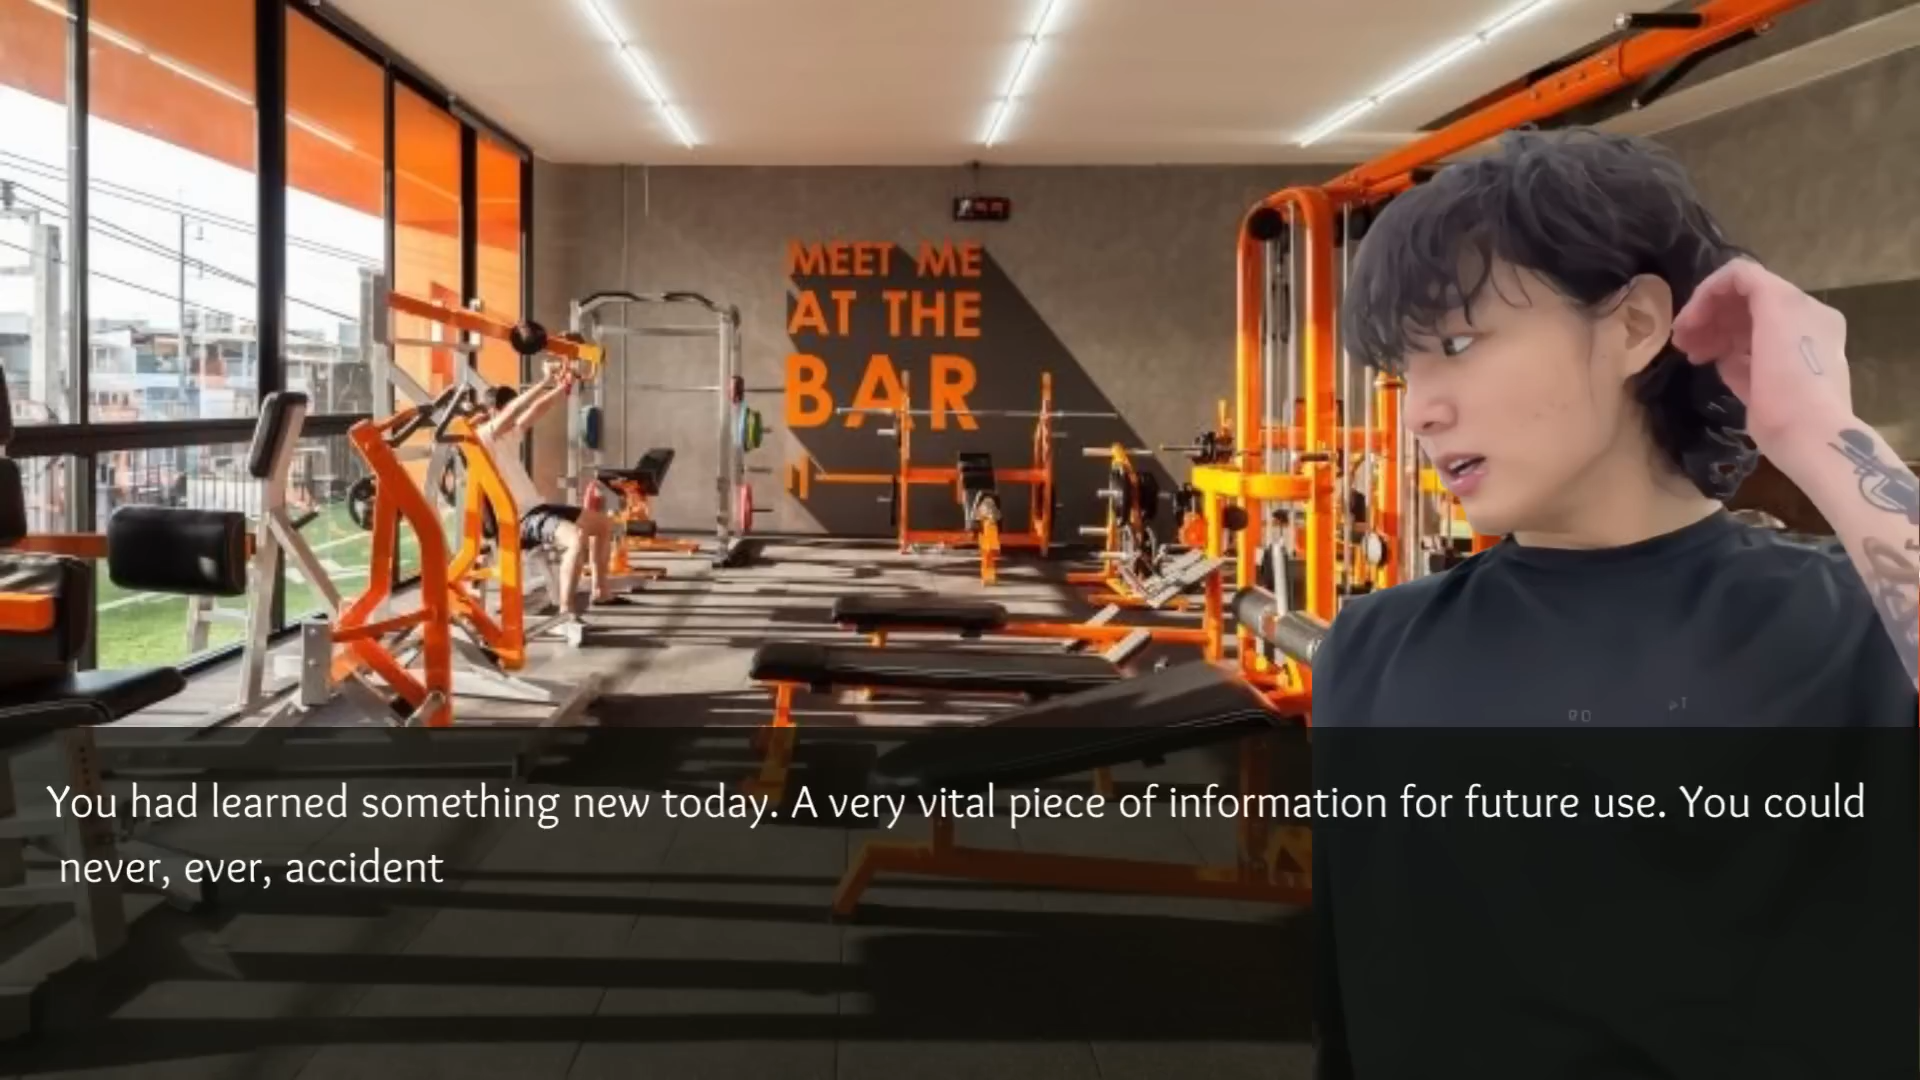 MEET ME
AT THE
BAR
You had learned something new today. A very vital piece of information for future use. You could
never, ever, accident